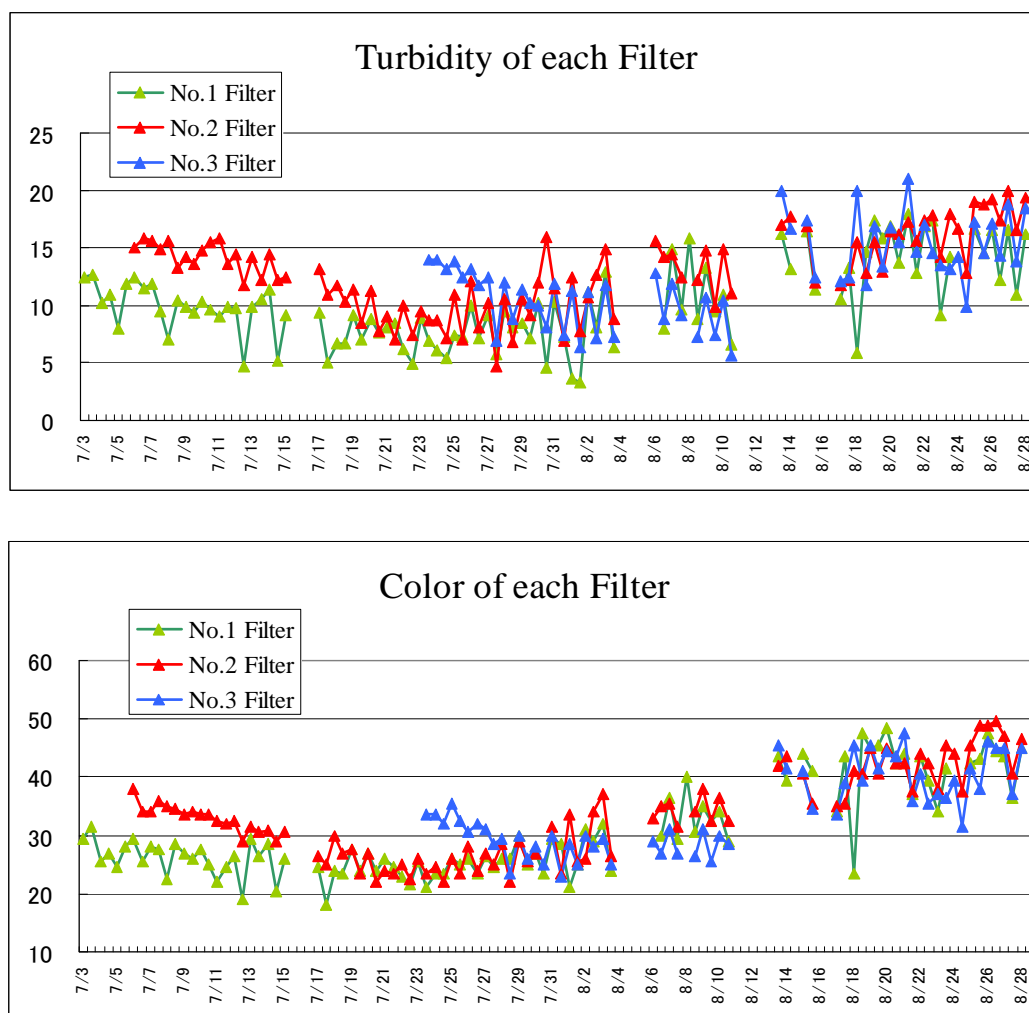 Turbidity of each Filter
No.1 Filter
No.2 Filter
No.3 Filter
25
20
15
10
5
0
7/3 7/5 7/7 7/9 7/11 7/13 7/15 7/17 7/19 7/21 7/23 7/25 7/27 7/29 7/31 8/2 8/4 8/6 8/8 8/10 8/12 8/14 8/16 8/18 8/20 8/22 8/24 8/26 8/28
Color of each Filter
No.1 Filter
No.2 Filter
No.3 Filter
60
50
40
30
20
10
7/3 7/5 7/7 7/9 7/11 7/13 7/15 7/17 7/19 7/21 7/23 7/25 7/27 7/29 7/31 8/2 8/4 8/6 8/8 8/10 8/12 8/14 8/16 8/18 8/20 8/22 8/24 8/26 8/28